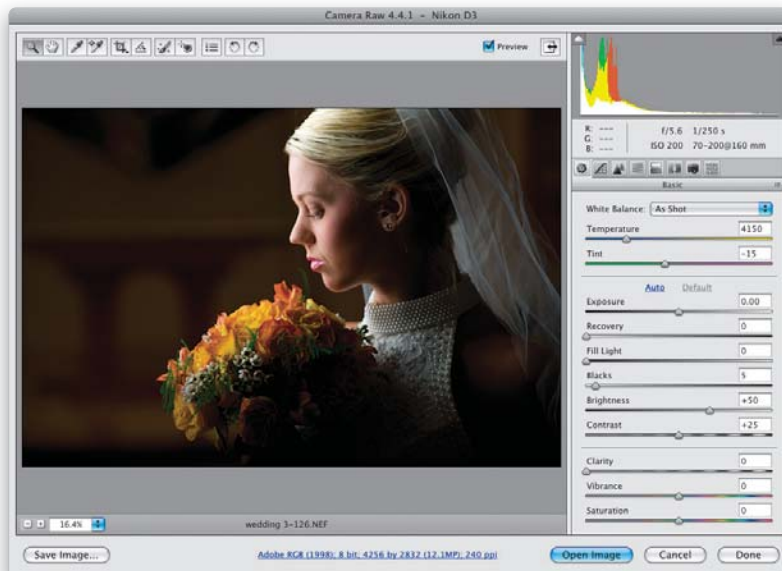 Camera Raw 4.4.1 – Nikon D3
Preview
R: ---
G: ---
B: ---
f/5.6 1/250 s
ISO 200 70-200@160 mm
Basic
White Balance: As Shot
Temperature 4150
Tint -15
Auto Default
Exposure 0.00
Recovery 0
Fill Light 0
Blacks 5
Brightness +50
Contrast +25
Clarity 0
Vibrance 0
Saturation 0
16.4%
wedding 3-126.NEF
Save Image...
Adobe RGB (1998); 8 bit; 4256 by 2832 (12.1MP); 240 ppi
Open Image
Cancel
Done